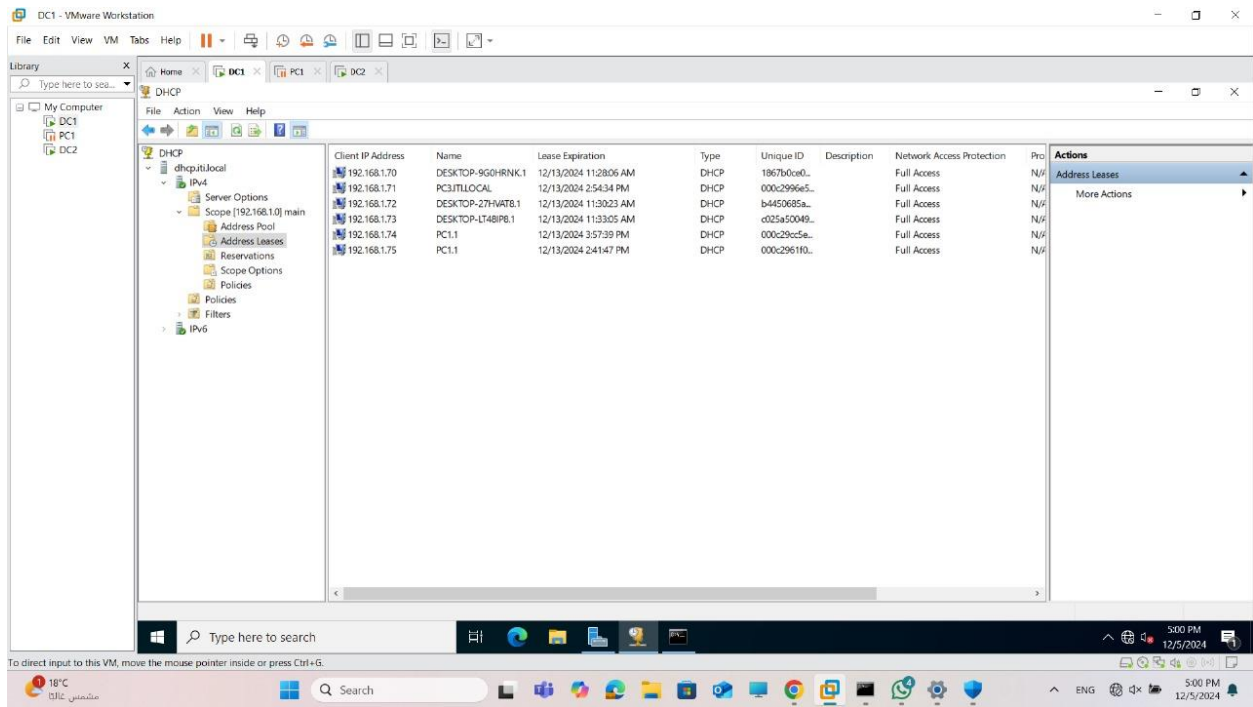 DC1 - VMware Workstation
File Edit View VM Tabs Help
Library
Type here to sea...
My Computer
DC1
PC1
DC2
Home
DC1
PC1
DC2
DHCP
File Action View Help
DHCP
dhcp.iti.local
IPv4
Server Options
Scope [192.168.1.0] main
Address Pool
Address Leases
Reservations
Scope Options
Policies
Policies
Filters
IPv6
Client IP Address Name Lease Expiration Type Unique ID Description Network Access Protection Pro
192.168.1.70 DESKTOP-9G0HRNK.1 12/13/2024 11:28:06 AM DHCP 1867b0ce0... Full Access N/A
192.168.1.71 12/13/2024 2:54:34 PM DHCP 000c2996e5... Full Access N/A
192.168.1.72 DESKTOP-27HVAT8.1 12/13/2024 11:30:23 AM DHCP b4450685a... Full Access N/A
192.168.1.73 DESKTOP-LT48IP8.1 12/13/2024 11:33:05 AM DHCP c025a50049... Full Access N/A
192.168.1.74 PC1.1 12/13/2024 3:57:39 PM DHCP 000c29cc5e... Full Access N/A
192.168.1.75 PC1.1 12/13/2024 2:41:47 PM DHCP 000c2961f0... Full Access N/A
Actions
Address Leases
More Actions
Type here to search
5:00 PM
12/5/2024
To direct input to this VM, move the mouse pointer inside or press Ctrl+G.
1
18°C
مشمس غالبًا
Search
ENG
5:00 PM
12/5/2024